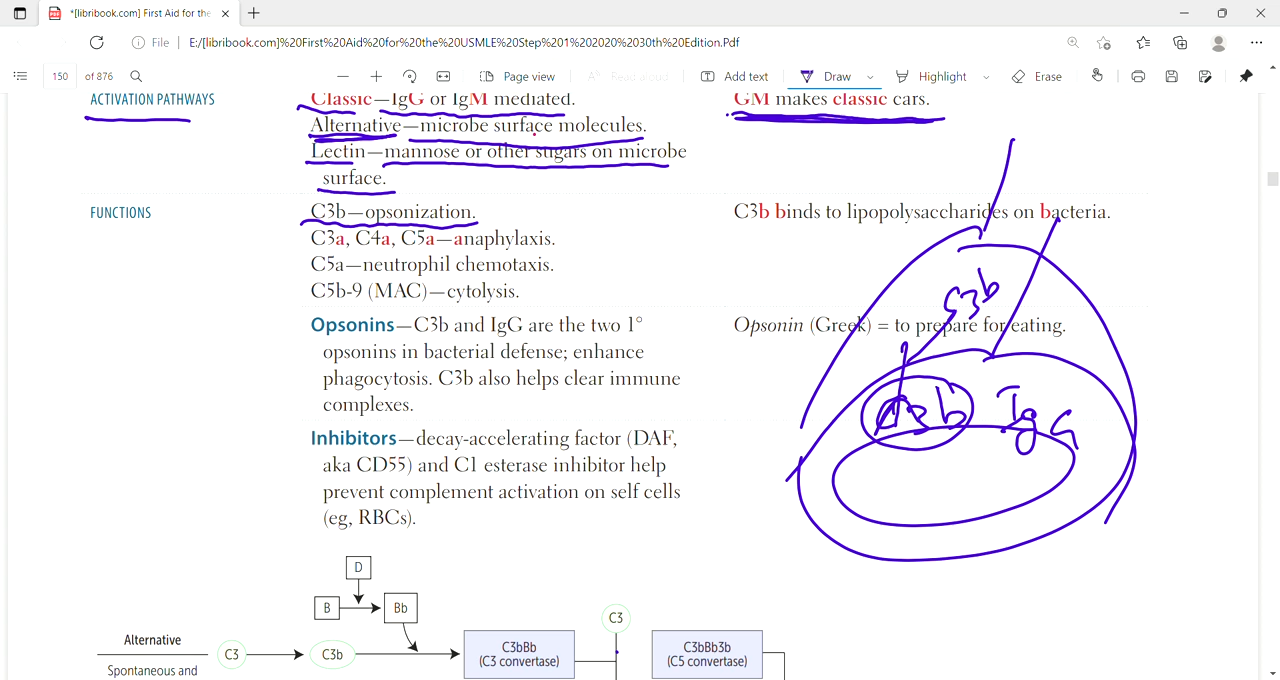 *[libribook.com] First Aid for the
File
E:/[libribook.com]%20First%20Aid%20for%20the%20USMLE%20Step%201%202020%2030th%20Edition.Pdf
150 of 876
Page view
Read aloud
Add text
Draw
Highlight
Erase
ACTIVATION PATHWAYS
Classic—IgG or IgM mediated.
Alternative—microbe surface molecules.
Lectin—mannose or other sugars on microbe
surface.
GM makes classic cars.
FUNCTIONS
C3b—opsonization.
C3a, C4a, C5a—anaphylaxis.
C5a—neutrophil chemotaxis.
C5b-9 (MAC)—cytolysis.
C3b binds to lipopolysaccharides on bacteria.
C3b
Opsonins—C3b and IgG are the two 1°
opsonins in bacterial defense; enhance
phagocytosis. C3b also helps clear immune
complexes.
Opsonin (Greek) = to prepare for eating.
C3b IgG
Inhibitors—decay-accelerating factor (DAF,
aka CD55) and C1 esterase inhibitor help
prevent complement activation on self cells
(eg, RBCs).
D
B
Bb
C3
Alternative
Spontaneous and
C3
C3b
C3bBb
(C3 convertase)
C3bBb3b
(C5 convertase)